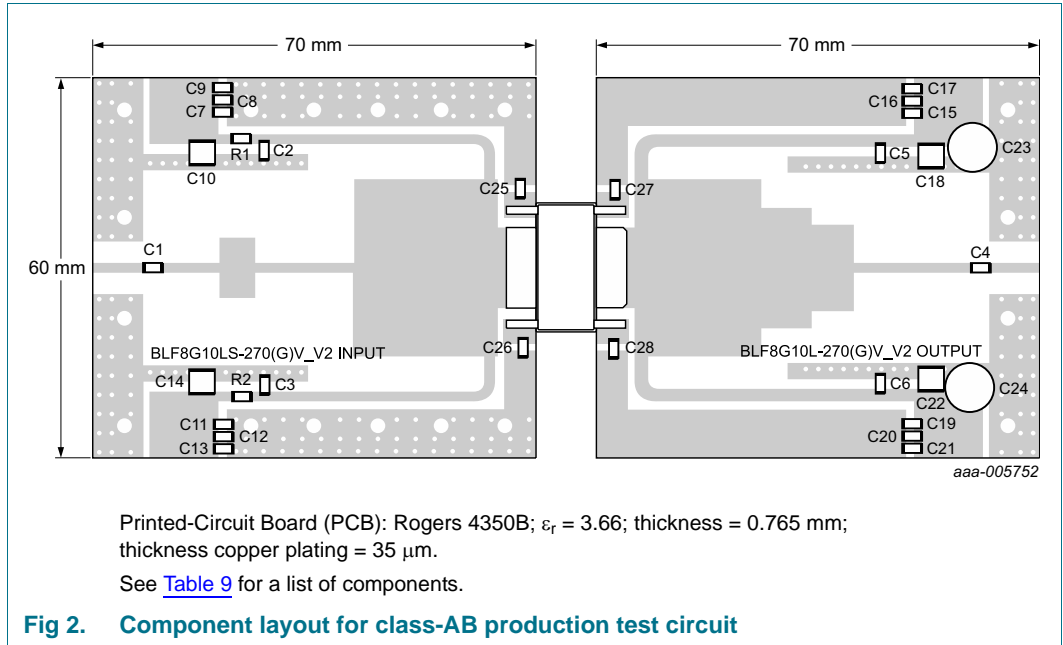 70 mm
70 mm
60 mm
C9
C8
C7
R1
C2
C10
C25
C1
C26
BLF8G10LS-270(G)V_V2 INPUT
C14
R2
C3
C11
C12
C13
C17
C16
C15
C5
C18
C23
C27
C4
C28
BLF8G10L-270(G)V_V2 OUTPUT
C6
C22
C24
C19
C20
C21
aaa-005752
Printed-Circuit Board (PCB): Rogers 4350B; εr = 3.66; thickness = 0.765 mm;
thickness copper plating = 35 μm.
See Table 9 for a list of components.
Fig 2. Component layout for class-AB production test circuit